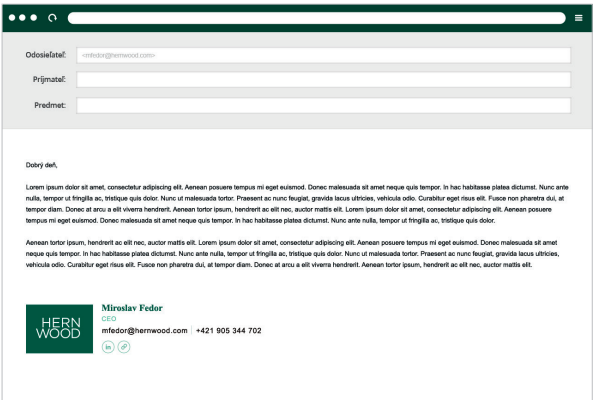 Odosielateľ:
<mfedor@hernwood.com>
Príjmateľ:
Predmet:
Dobrý deň,
Lorem ipsum dolor sit amet, consectetur adipiscing elit. Aenean posuere tempus mi eget euismod. Donec malesuada sit amet neque quis tempor. In hac habitasse platea dictumst. Nunc ante
nulla, tempor ut fringilla ac, tristique quis dolor. Nunc ut malesuada tortor. Praesent ac nunc feugiat, gravida lacus ultricies, vehicula odio. Curabitur eget risus elit. Fusce non pharetra dui, at
tempor diam. Donec at arcu a elit viverra hendrerit. Aenean tortor ipsum, hendrerit ac elit nec, auctor mattis elit. Lorem ipsum dolor sit amet, consectetur adipiscing elit. Aenean posuere
tempus mi eget euismod. Donec malesuada sit amet neque quis tempor. In hac habitasse platea dictumst. Nunc ante nulla, tempor ut fringilla ac, tristique quis dolor.
Aenean tortor ipsum, hendrerit ac elit nec, auctor mattis elit. Lorem ipsum dolor sit amet, consectetur adipiscing elit. Aenean posuere tempus mi eget euismod. Donec malesuada sit amet
neque quis tempor. In hac habitasse platea dictumst. Nunc ante nulla, tempor ut fringilla ac, tristique quis dolor. Nunc ut malesuada tortor. Praesent ac nunc feugiat, gravida lacus ultricies,
vehicula odio. Curabitur eget risus elit. Fusce non pharetra dui, at tempor diam. Donec at arcu a elit viverra hendrerit. Aenean tortor ipsum, hendrerit ac elit nec, auctor mattis elit.
HERN
WOOD
Miroslav Fedor
CEO
mfedor@hernwood.com | +421 905 344 702
in